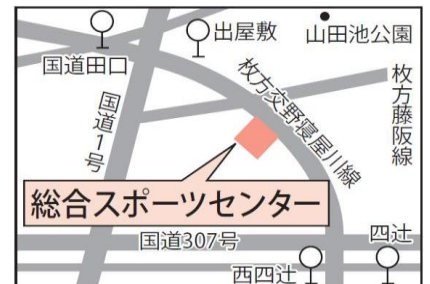 出屋敷
山田池公園
国道田口
枚方藤阪線
国道1号
枚方交野寝屋川線
総合スポーツセンター
国道307号
四辻
西四辻